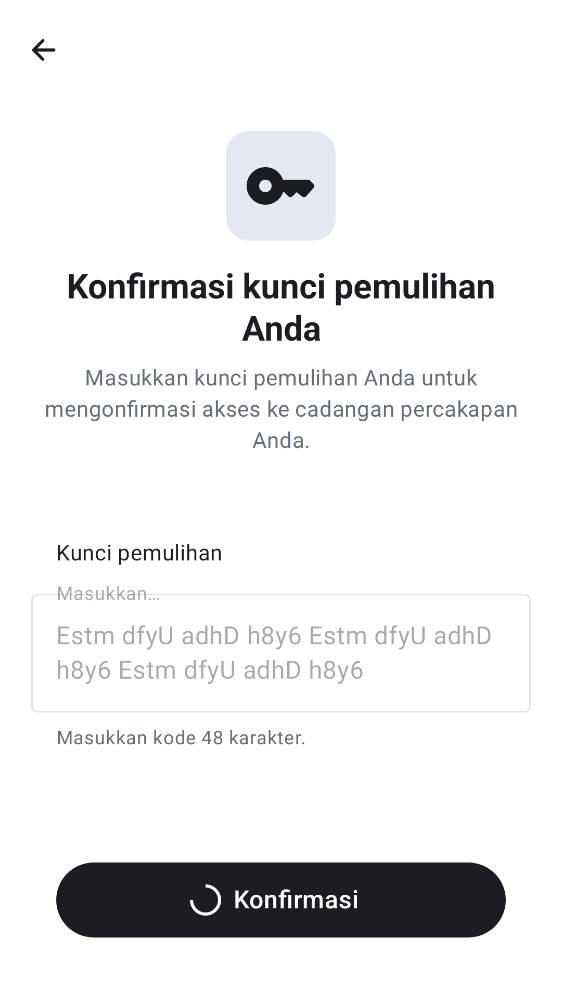 Konfirmasi kunci pemulihan
Anda
Masukkan kunci pemulihan Anda untuk
mengonfirmasi akses ke cadangan percakapan
Anda.
Kunci pemulihan
Masukkan…
Estm dfyU adhD h8y6 Estm dfyU adhD
h8y6 Estm dfyU adhD h8y6
Masukkan kode 48 karakter.
Konfirmasi